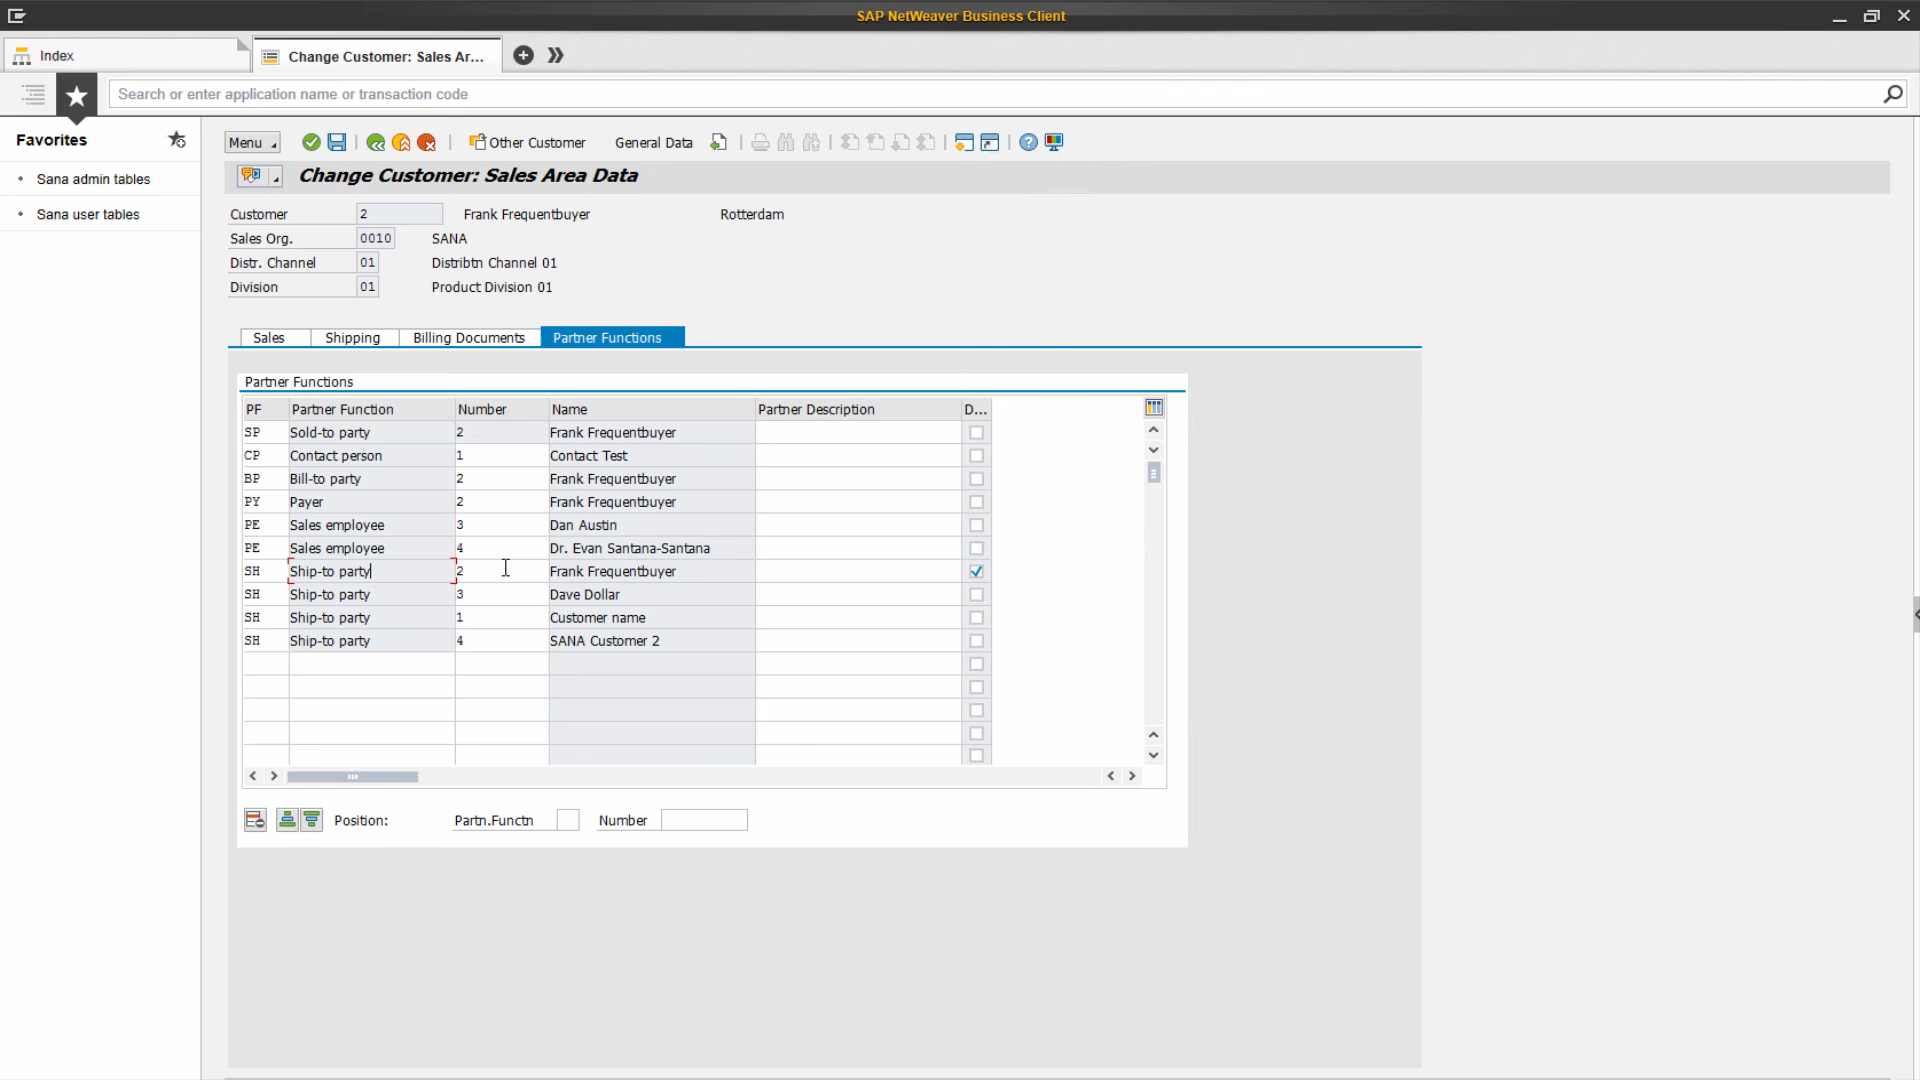 SAP NetWeaver Business Client
Index
Change Customer: Sales Ar...
Search or enter application name or transaction code
Favorites
Sana admin tables
Sana user tables
Menu
Other Customer
General Data
Change Customer: Sales Area Data
Customer 2 Frank Frequentbuyer Rotterdam
Sales Org. 0010 SANA
Distr. Channel 01 Distribtn Channel 01
Division 01 Product Division 01
Sales Shipping Billing Documents Partner Functions
Partner Functions
PF Partner Function Number Name Partner Description D...
SP Sold-to party 2 Frank Frequentbuyer
CP Contact person 1 Contact Test
BP Bill-to party 2 Frank Frequentbuyer
PY Payer 2 Frank Frequentbuyer
PE Sales employee 3 Dan Austin
PE Sales employee 4 Dr. Evan Santana-Santana
SH Ship-to party 2 Frank Frequentbuyer
SH Ship-to party 3 Dave Dollar
SH Ship-to party 1 Customer name
SH Ship-to party 4 SANA Customer 2
Position: Partn.Functn Number